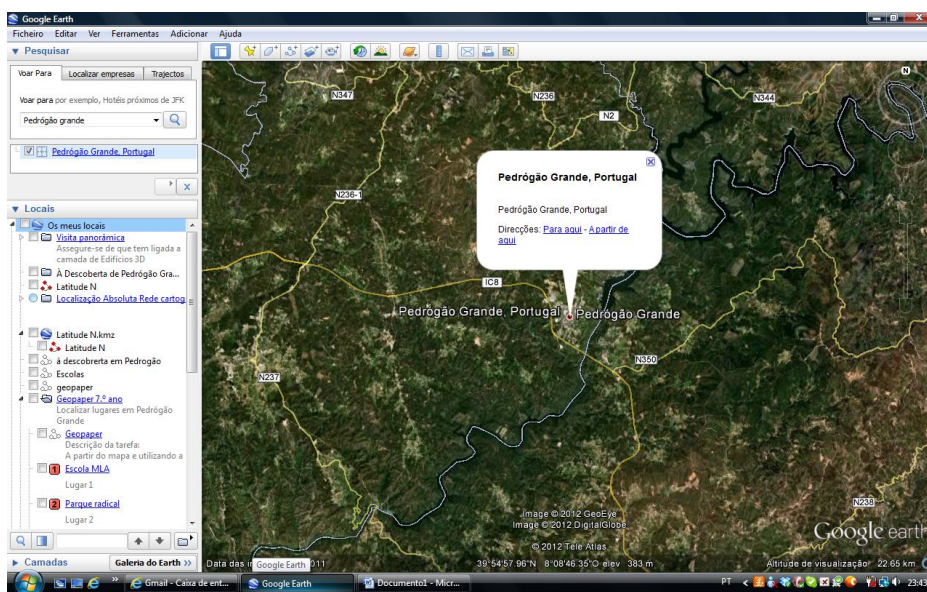 Google Earth
Ficheiro Editar Ver Ferramentas Adicionar Ajuda
Pesquisar
Voar Para Localizar empresas Trajectos
Voar para por exemplo, Hotéis próximos de JFK
Pedrógão grande
Pedrógão Grande, Portugal
Locais
Os meus locais
Visita panorâmica
Assegure-se de que tem ligada a
camada de Edifícios 3D
À Descoberta de Pedrógão Gra...
Latitude N
Localização Absoluta Rede cartog
Latitude N.kmz
Latitude N
à descobrerta em Pedrogão
Escolas
geopaper
Geopaper 7.º ano
Localizar lugares em Pedrógão
Grande
Geopaper
Descrição da tarefa:
A partir do mapa e utilizando a
1 Escola MLA
Lugar 1
2 Parque radical
Lugar 2
Camadas
Galeria do Earth >>
N347
N236
N2
N344
N
N236-1
Pedrógão Grande, Portugal
Pedrógão Grande, Portugal
Direcções: Para aqui - A partir de
aqui
IC8
Pedrógão Grande, Portugal
Pedrógão Grande
N350
N237
N238
Image © 2012 GeoEye
Image © 2012 DigitalGlobe
© 2012 Tele Atlas
Google earth
Data das i
Google Earth
011
39°54'57.96"N 8°08'46.35"O elev 383 m
Altitude de visualização 22.65 km
Gmail - Caixa de ent...
Google Earth
Documento1 - Micr...
PT
23:43